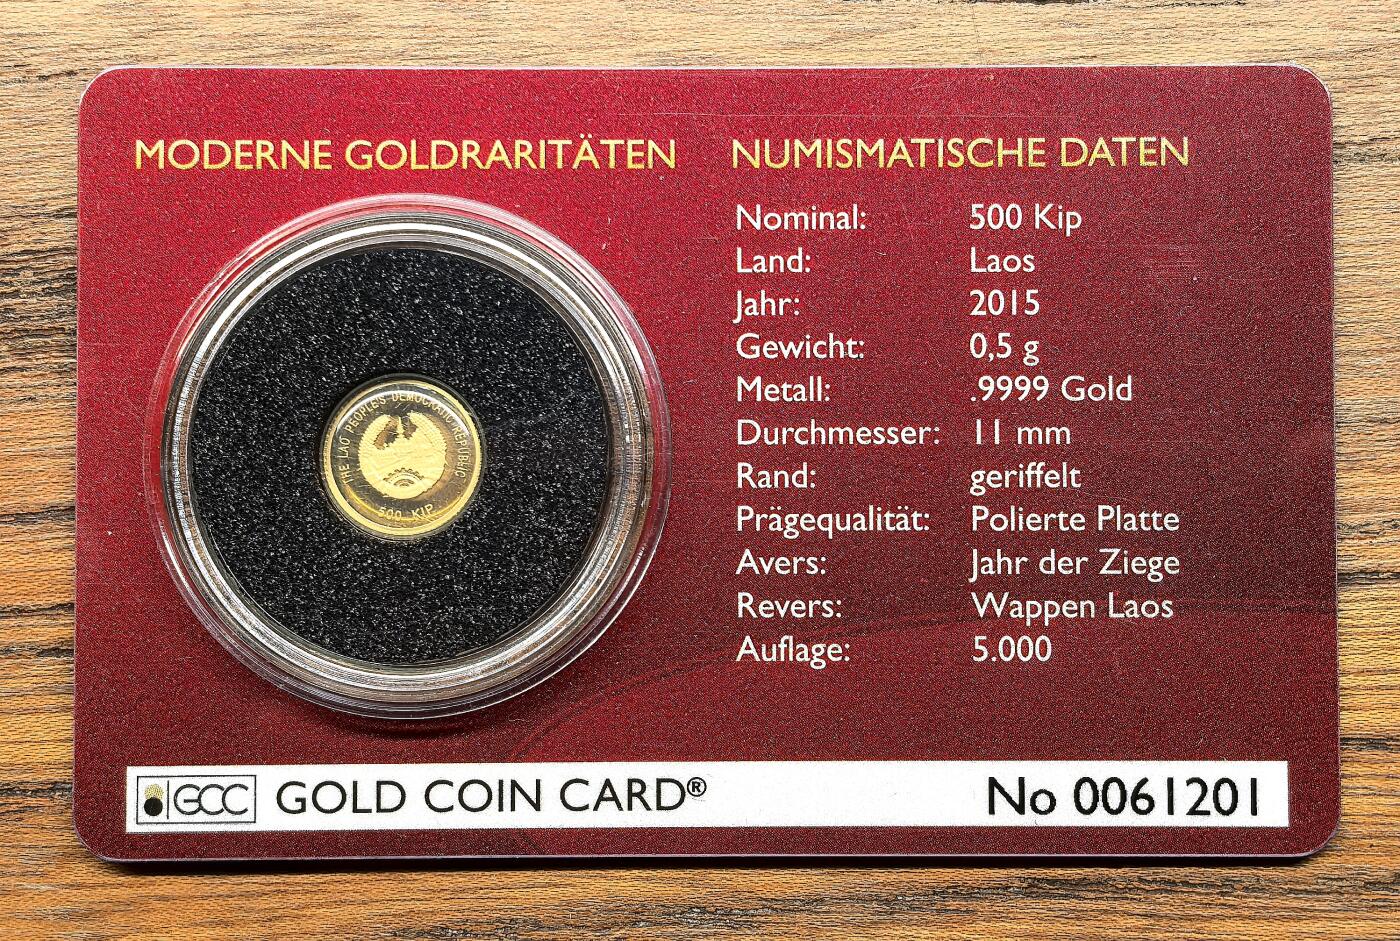 MODERNE GOLDRARITÄTEN
THE LAO PEOPLE'S DEMOCRATIC REPUBLIC
500 KIP
NUMISMATISCHE DATEN
Nominal: 500 Kip
Land: Laos
Jahr: 2015
Gewicht: 0,5 g
Metall: .9999 Gold
Durchmesser: 11 mm
Rand: geriffelt
Prägequalität: Polierte Platte
Avers: Jahr der Ziege
Revers: Wappen Laos
Auflage: 5.000
GCC GOLD COIN CARD® No 0061201